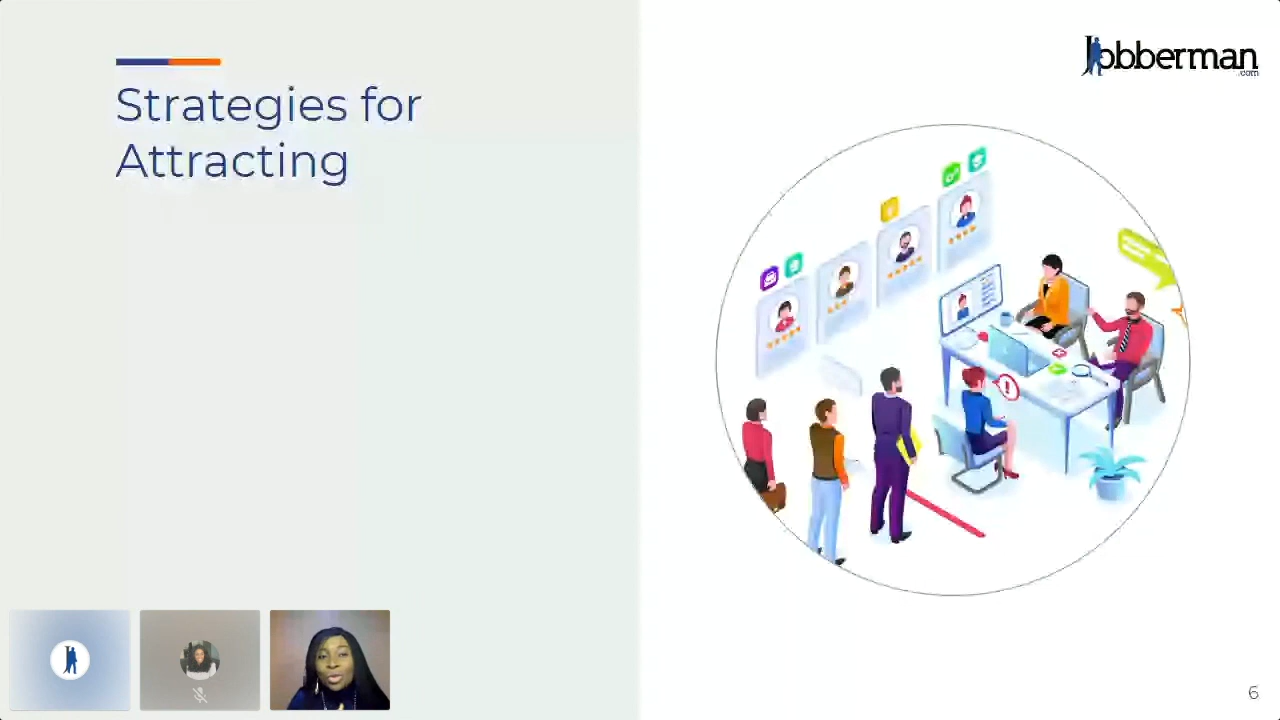 Strategies for
Attracting
Jobberman
.com
6